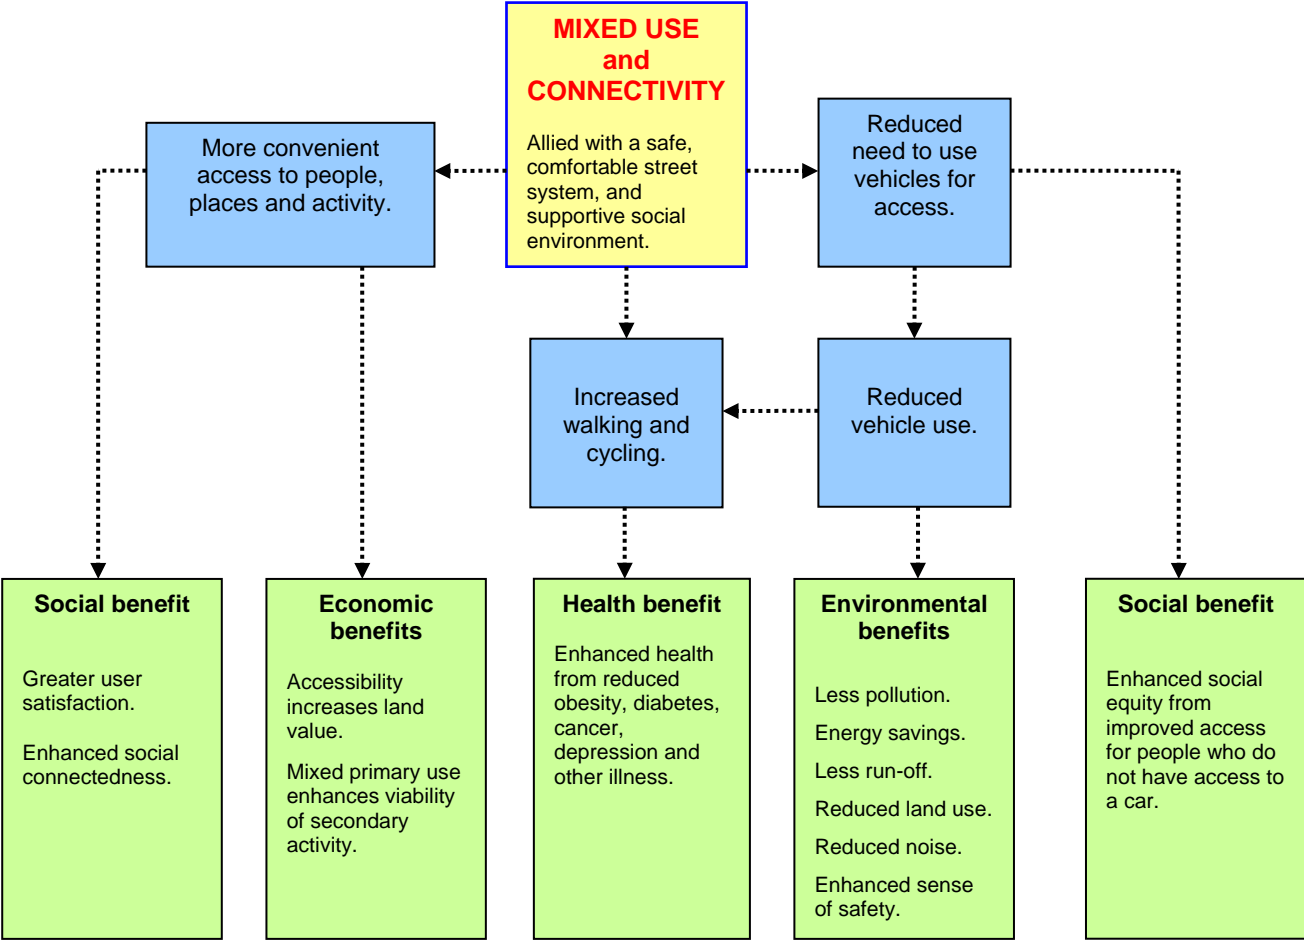 MIXED USE
and
CONNECTIVITY
Allied with a safe,
comfortable street
system, and
supportive social
environment.
More convenient
access to people,
places and activity.
Reduced
need to use
vehicles for
access.
Increased
walking and
cycling.
Reduced
vehicle use.
Social benefit
Greater user
satisfaction.
Enhanced social
connectedness.
Economic
benefits
Accessibility
increases land
value.
Mixed primary use
enhances viability
of secondary
activity.
Health benefit
Enhanced health
from reduced
obesity, diabetes,
cancer,
depression and
other illness.
Environmental
benefits
Less pollution.
Energy savings.
Less run-off.
Reduced land use.
Reduced noise.
Enhanced sense
of safety.
Social benefit
Enhanced social
equity from
improved access
for people who do
not have access to
a car.